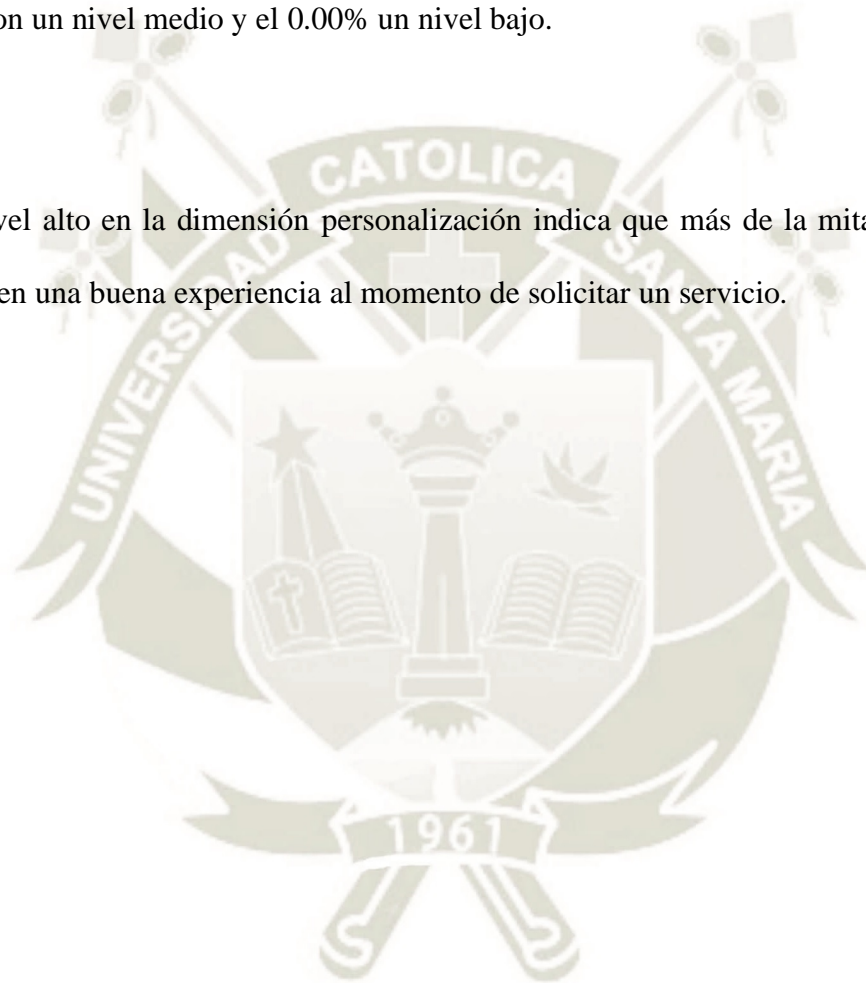 on un nivel medio y el 0.00% un nivel bajo.
CATOLICA
vel alto en la dimensión personalización indica que más de la mita
UNIVERSIDAD
SANTA MARIA
en una buena experiencia al momento de solicitar un servicio.
1961